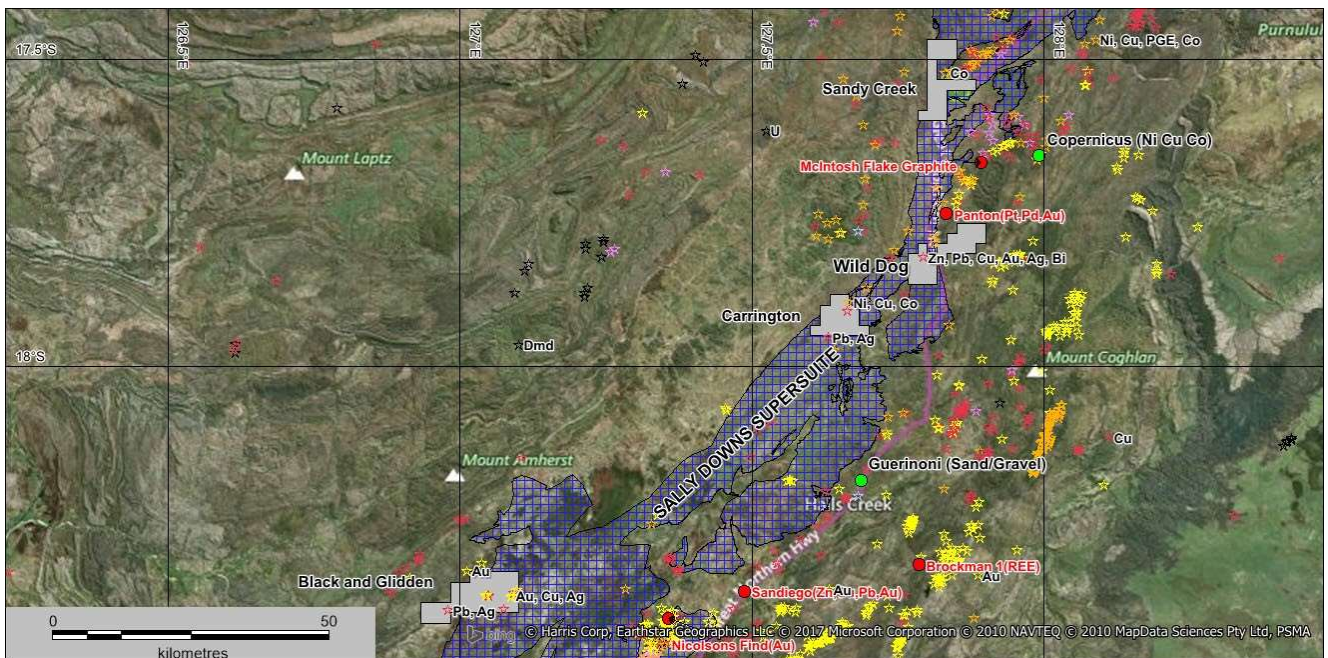 126.5°E
127°E
127.5°E
128°E
17.5°S
Ni, Cu, PGE, Co
Co
Sandy Creek
U
Copernicus (Ni Cu Co)
Mount Laptz
McIntosh Flake Graphite
Panton(Pt,Pd,Au)
Zn, Pb, Cu, Au, Ag, Bi
Wild Dog
Ni, Cu, Co
Carrington
Pb, Ag
Dmd
18°S
Mount Coghlan
SALLY DOWNS SUPERSUITE
Cu
Mount Amherst
Guerinoni (Sand/Gravel)
Halls Creek
Northern Hwy
Brockman 1(REE)
Au
Au
Black and Glidden
Au, Cu, Ag
Sandiego(Zn ,Pb,Au)
Au
Pb, Ag
0 50
kilometres
bing
© Harris Corp, Earthstar Geographics LLC © 2017 Microsoft Corporation © 2010 NAVTEQ © 2010 MapData Sciences Pty Ltd, PSMA
Nicolsons Find(Au)